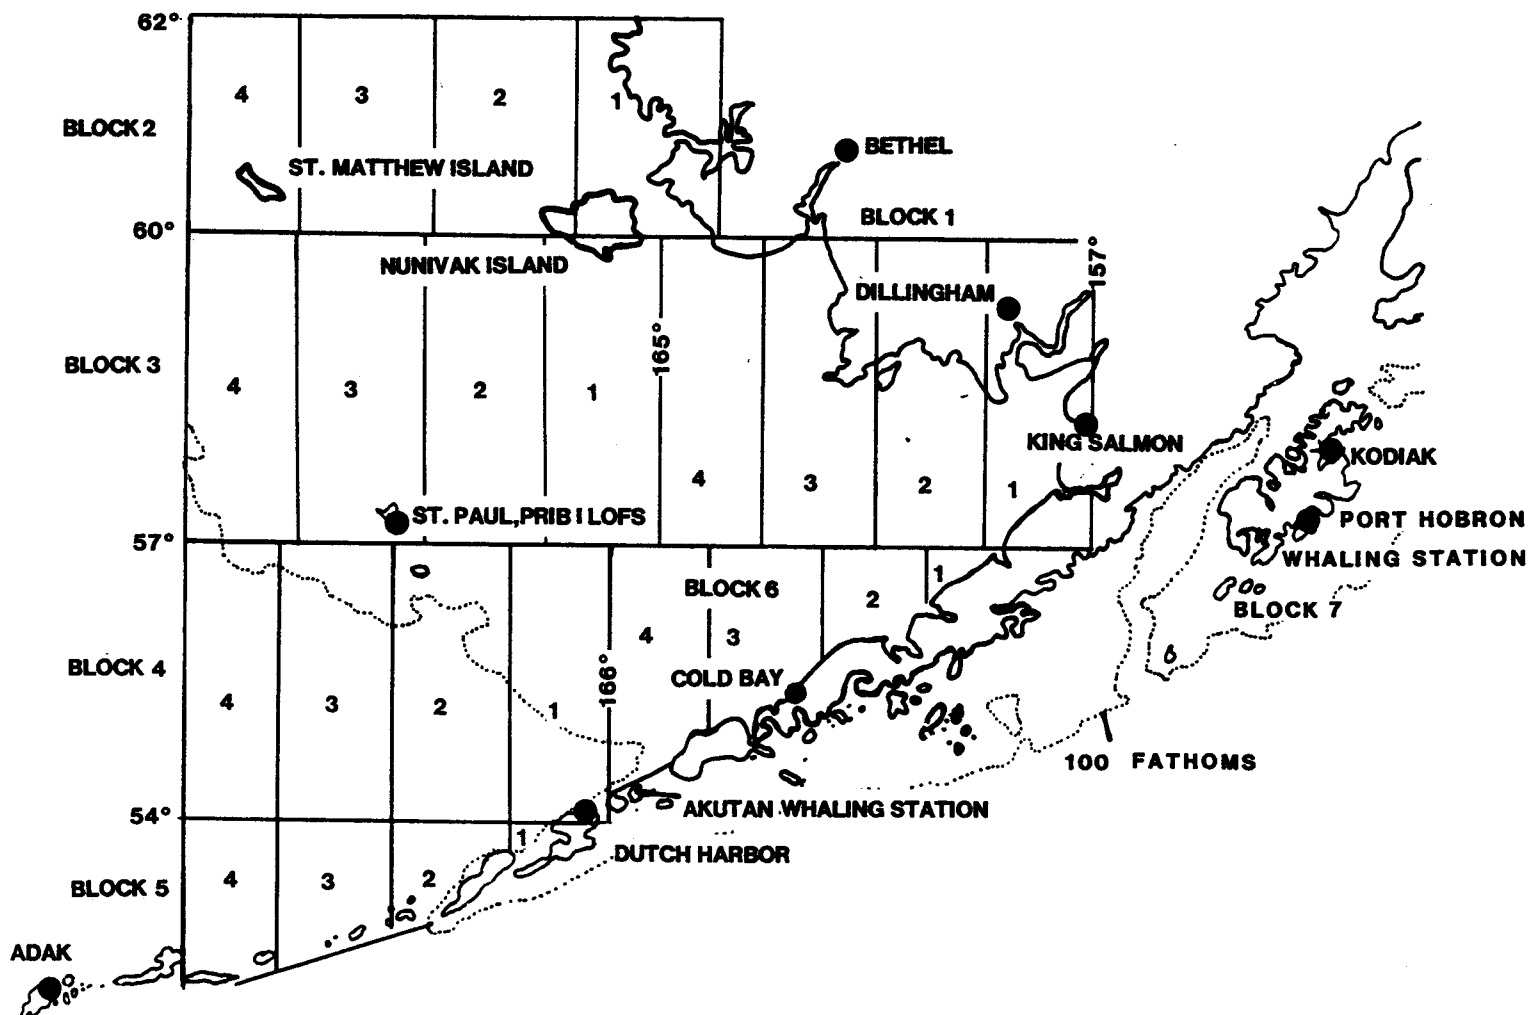 62°
4 3 2 1
BLOCK 2
BETHEL
ST. MATTHEW ISLAND
60°
BLOCK 1
NUNIVAK ISLAND
157°
DILLINGHAM
165°
BLOCK 3
4 3 2 1
KING SALMON
KODIAK
4 3 2 1
ST. PAUL, PRIBILOFS
PORT HOBRON
WHALING STATION
57°
BLOCK 6
1
2
BLOCK 7
4 3
BLOCK 4
166°
COLD BAY
4 3 2 1
100 FATHOMS
54°
AKUTAN WHALING STATION
1
DUTCH HARBOR
BLOCK 5
4 3 2
ADAK